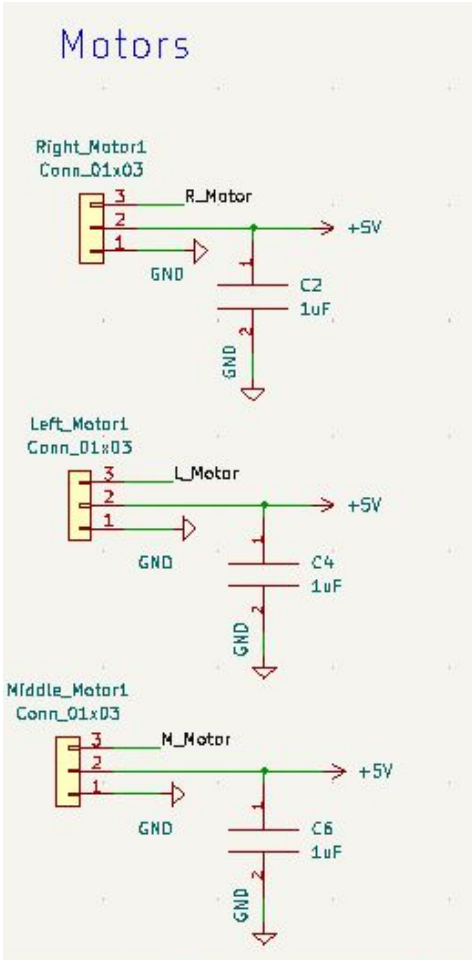 Motors
Right_Motor1
Conn_01x03
3
R_Motor
2
+5V
1
GND
1
C2
1uF
2
GND
Left_Motor1
Conn_01x03
3
L_Motor
2
+5V
1
GND
1
C4
1uF
2
GND
Middle_Motor1
Conn_01x03
3
M_Motor
2
+5V
1
GND
1
C6
1uF
2
GND